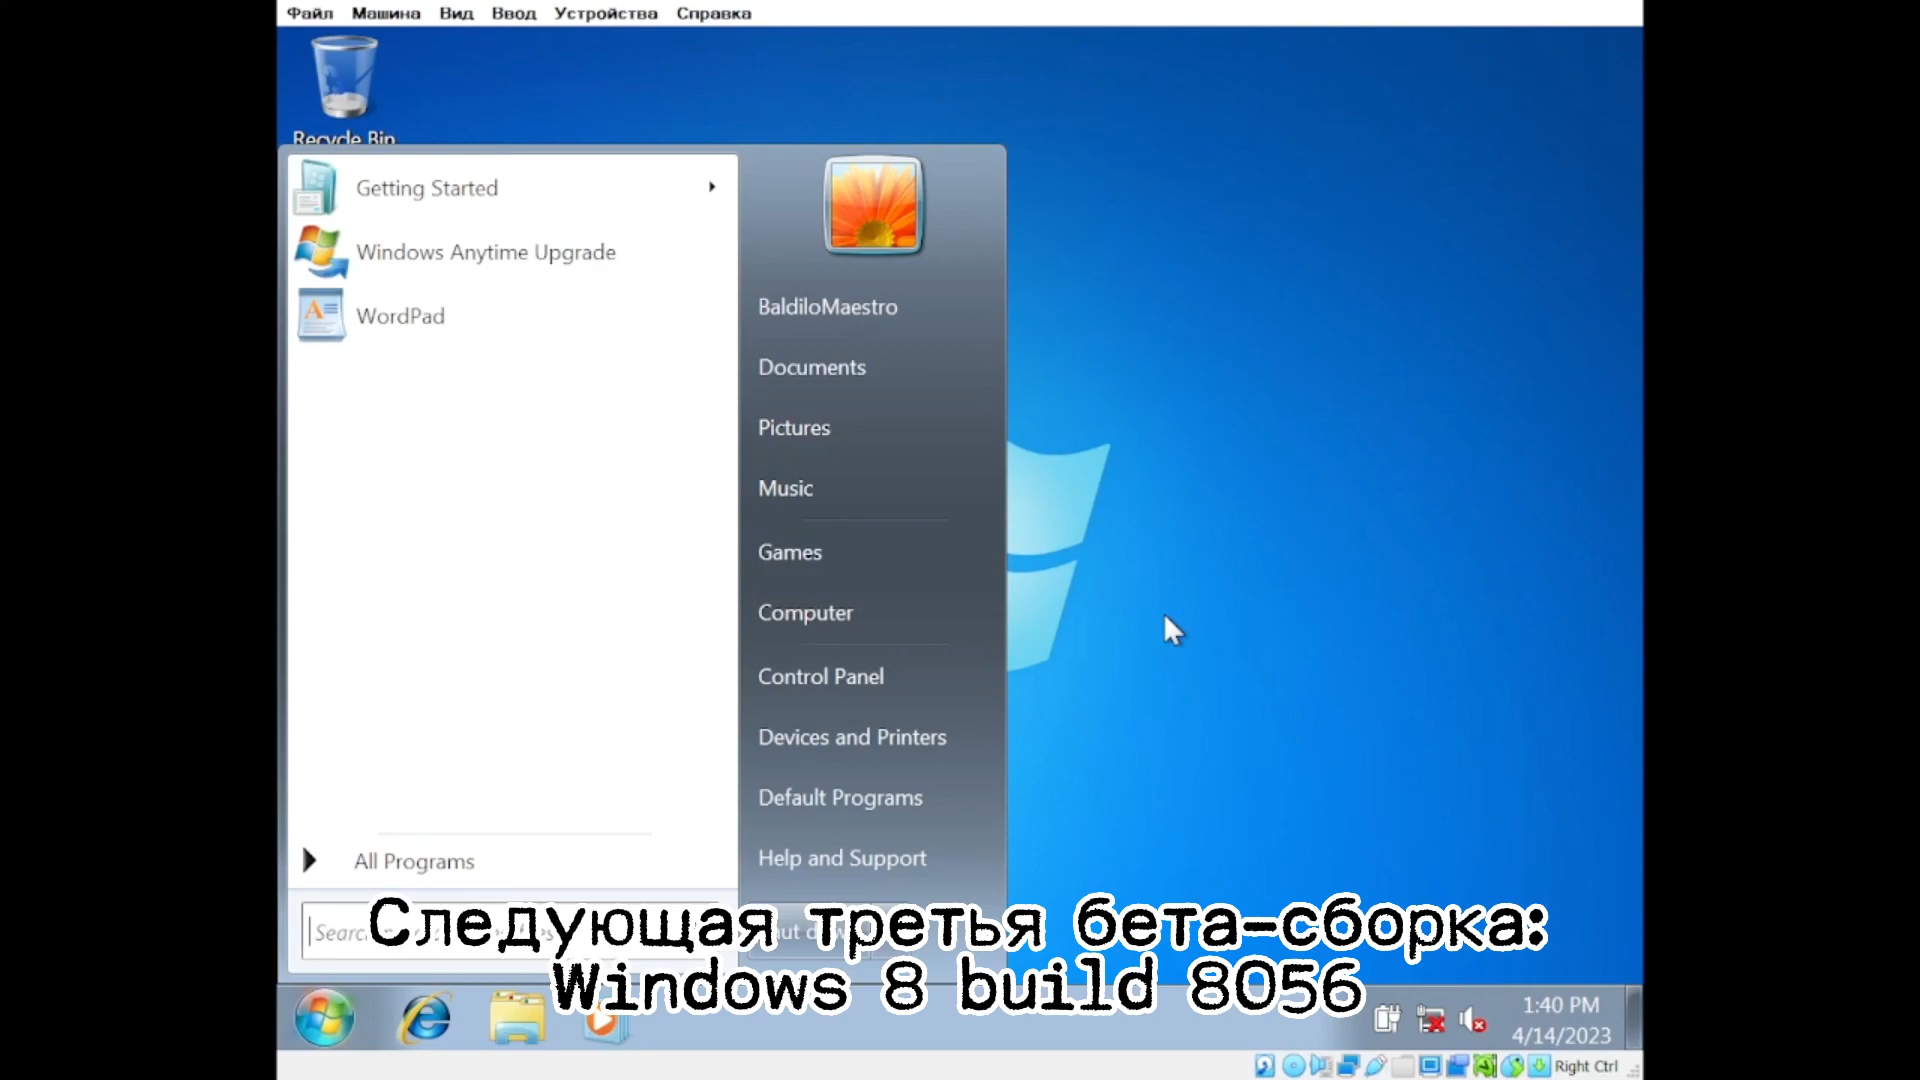 Файл Машина Вид Ввод Устройства Справка
Recycle Bin
Getting Started
Windows Anytime Upgrade
WordPad
BaldiloMaestro
Documents
Pictures
Music
Games
Computer
Control Panel
Devices and Printers
Default Programs
Help and Support
All Programs
Следующая третья бета-сборка:
Windows 8 build 8056
1:40 PM
4/14/2023
Right Ctrl